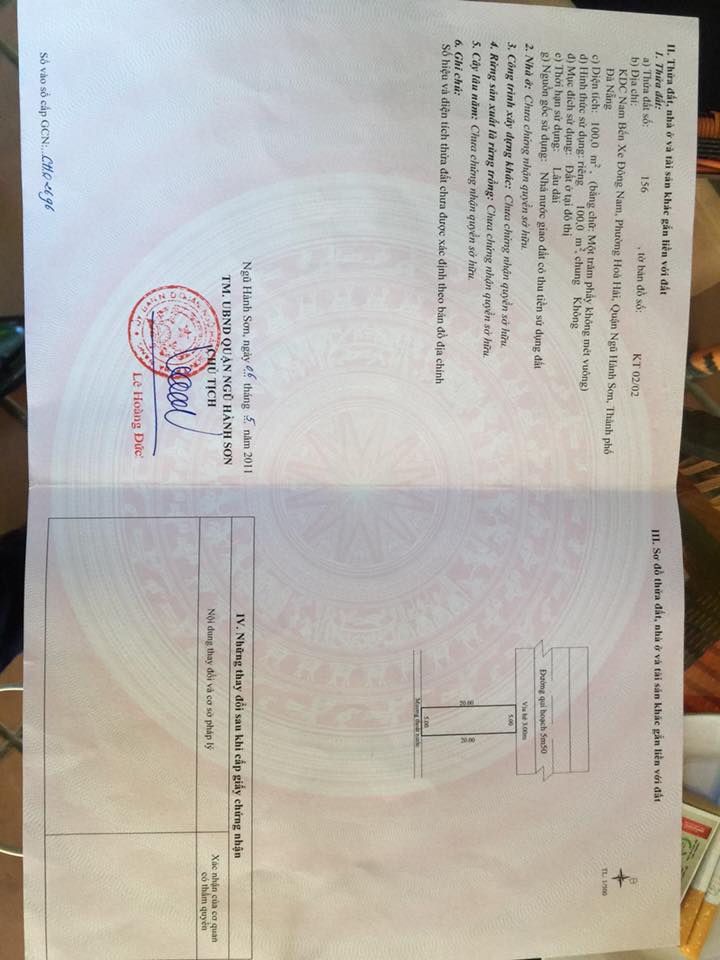 II. Thửa đất, nhà ở và tài sản khác gắn liền với đất
1. Thửa đất:
a) Thửa đất số: 156 , tờ bản đồ số: KT 02/02
b) Địa chỉ:
KDC Nam Bến Xe Đông Nam, Phường Hoà Hải, Quận Ngũ Hành Sơn, Thành phố
Đà Nẵng
c) Diện tích: 100,0 m², (bằng chữ: Một trăm phẩy không mét vuông)
d) Hình thức sử dụng: riêng 100,0 m², chung Không
đ) Mục đích sử dụng: Đất ở tại đô thị
e) Thời hạn sử dụng: Lâu dài
g) Nguồn gốc sử dụng: Nhà nước giao đất có thu tiền sử dụng đất
2. Nhà ở: Chưa chứng nhận quyền sở hữu.
3. Công trình xây dựng khác: Chưa chứng nhận quyền sở hữu.
4. Rừng sản xuất là rừng trồng: Chưa chứng nhận quyền sở hữu.
5. Cây lâu năm: Chưa chứng nhận quyền sở hữu.
6. Ghi chú:
Số hiệu và diện tích thửa đất chưa được xác định theo bản đồ địa chính
Ngũ Hành Sơn, ngày 06 tháng 5 năm 2011
TM. UBND QUẬN NGŨ HÀNH SƠN
CHỦ TỊCH
Lê Hoàng Đức
Số vào sổ cấp GCN:
III. Sơ đồ thửa đất, nhà ở và tài sản khác gắn liền với đất
B
TL. 1/500
Đường qui hoạch 5m50
Vỉa hè 3.00m
5.00
20.00
20.00
5.00
Mương thoát nước
IV. Những thay đổi sau khi cấp giấy chứng nhận
Nội dung thay đổi và cơ sở pháp lý
Xác nhận của cơ quan
có thẩm quyền